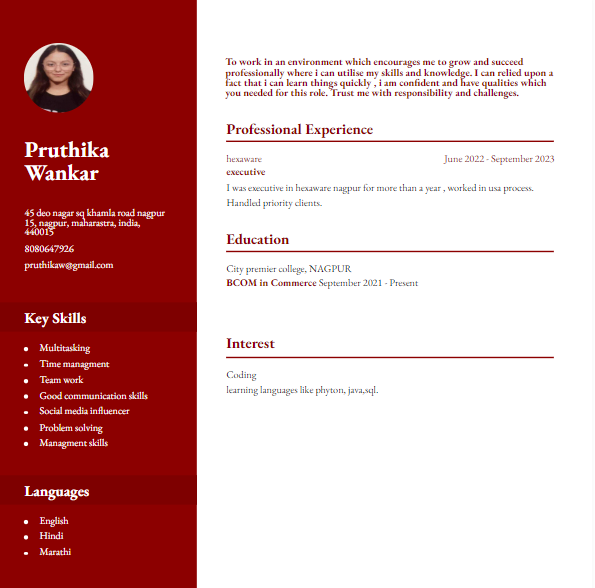 Pruthika
Wankar
45 deo nagar sq khamla road nagpur
15, nagpur, maharastra, india,
440015
8080647926
pruthikaw@gmail.com
Key Skills
Multitasking
Time managment
Team work
Good communication skills
Social media influencer
Problem solving
Managment skills
Languages
English
Hindi
Marathi
To work in an environment which encourages me to grow and succeed
professionally where i can utilise my skills and knowledge. I can relied upon a
fact that i can learn things quickly , i am confident and have qualities which
you needed for this role. Trust me with responsibility and challenges.
Professional Experience
hexaware June 2022 - September 2023
executive
I was executive in hexaware nagpur for more than a year , worked in usa process.
Handled priority clients.
Education
City premier college, NAGPUR
BCOM in Commerce September 2021 - Present
Interest
Coding
learning languages like phyton, java,sql.